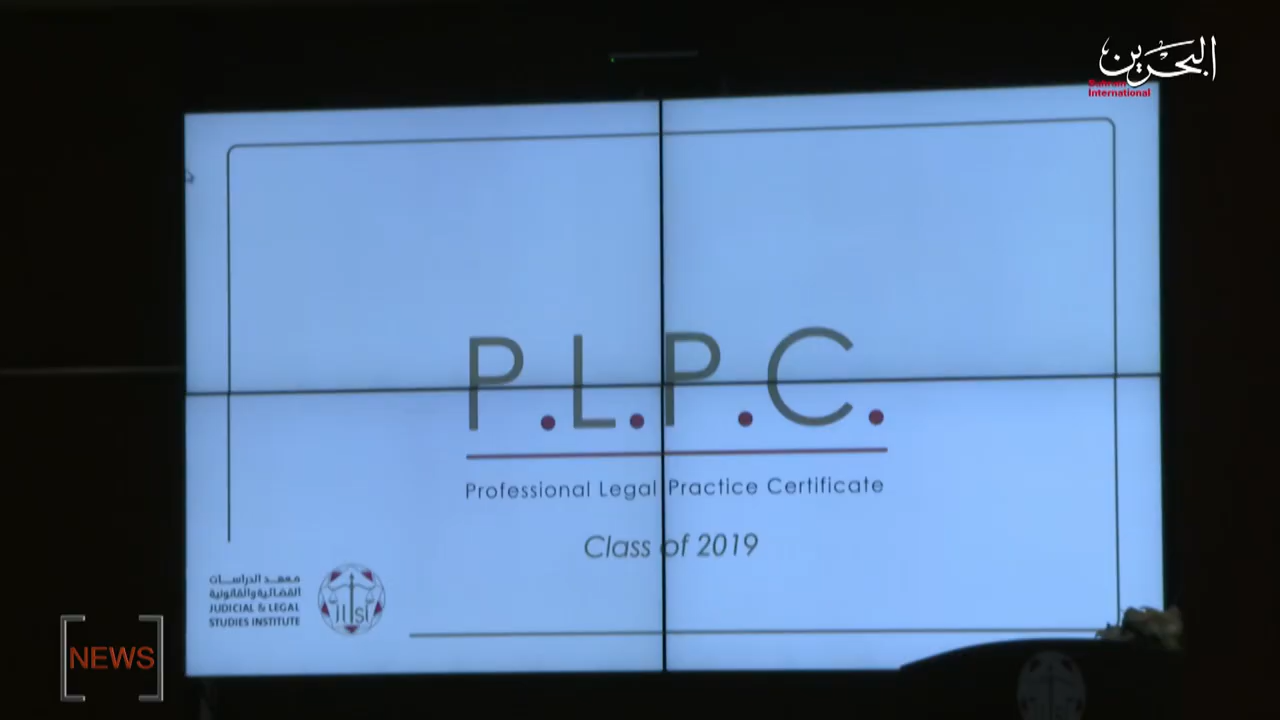 البحرين
Bahrain
International
P.L.P.C.
Professional Legal Practice Certificate
Class of 2019
معهد الدراسات
القضائية والقانونية
JUDICIAL & LEGAL
STUDIES INSTITUTE
jlsi
NEWS